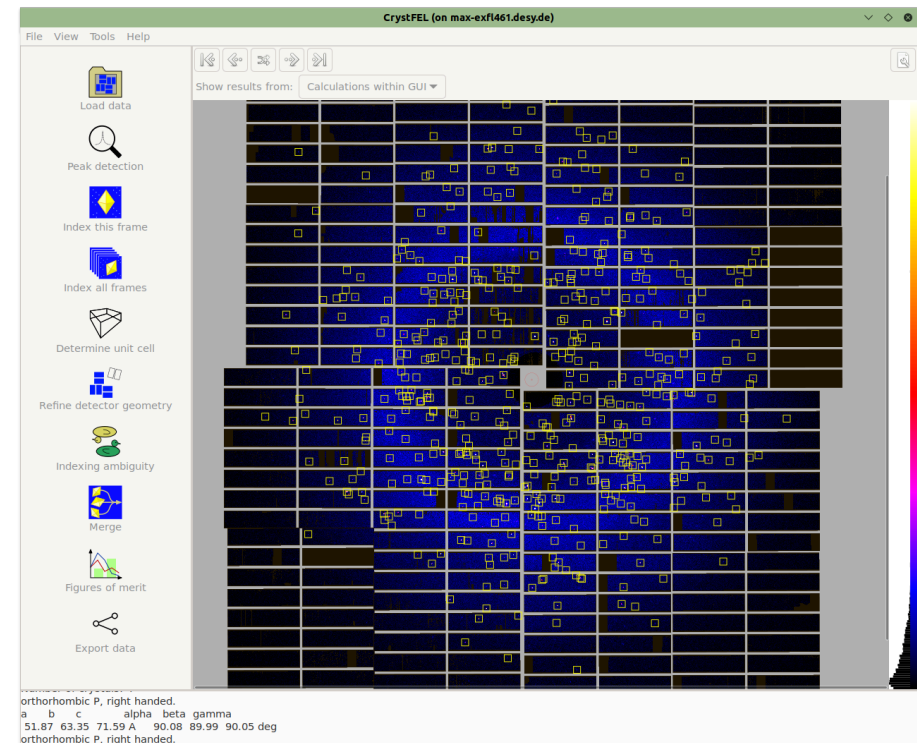 CrystFEL (on max-exfl461.desy.de)
File View Tools Help
Show results from: Calculations within GUI
Load data
Peak detection
Index this frame
Index all frames
Determine unit cell
Refine detector geometry
Indexing ambiguity
Merge
Figures of merit
Export data
orthorhombic P, right handed.
a b c alpha beta gamma
51.87 63.35 71.59 A 90.08 89.99 90.05 deg
orthorhombic P, right handed.